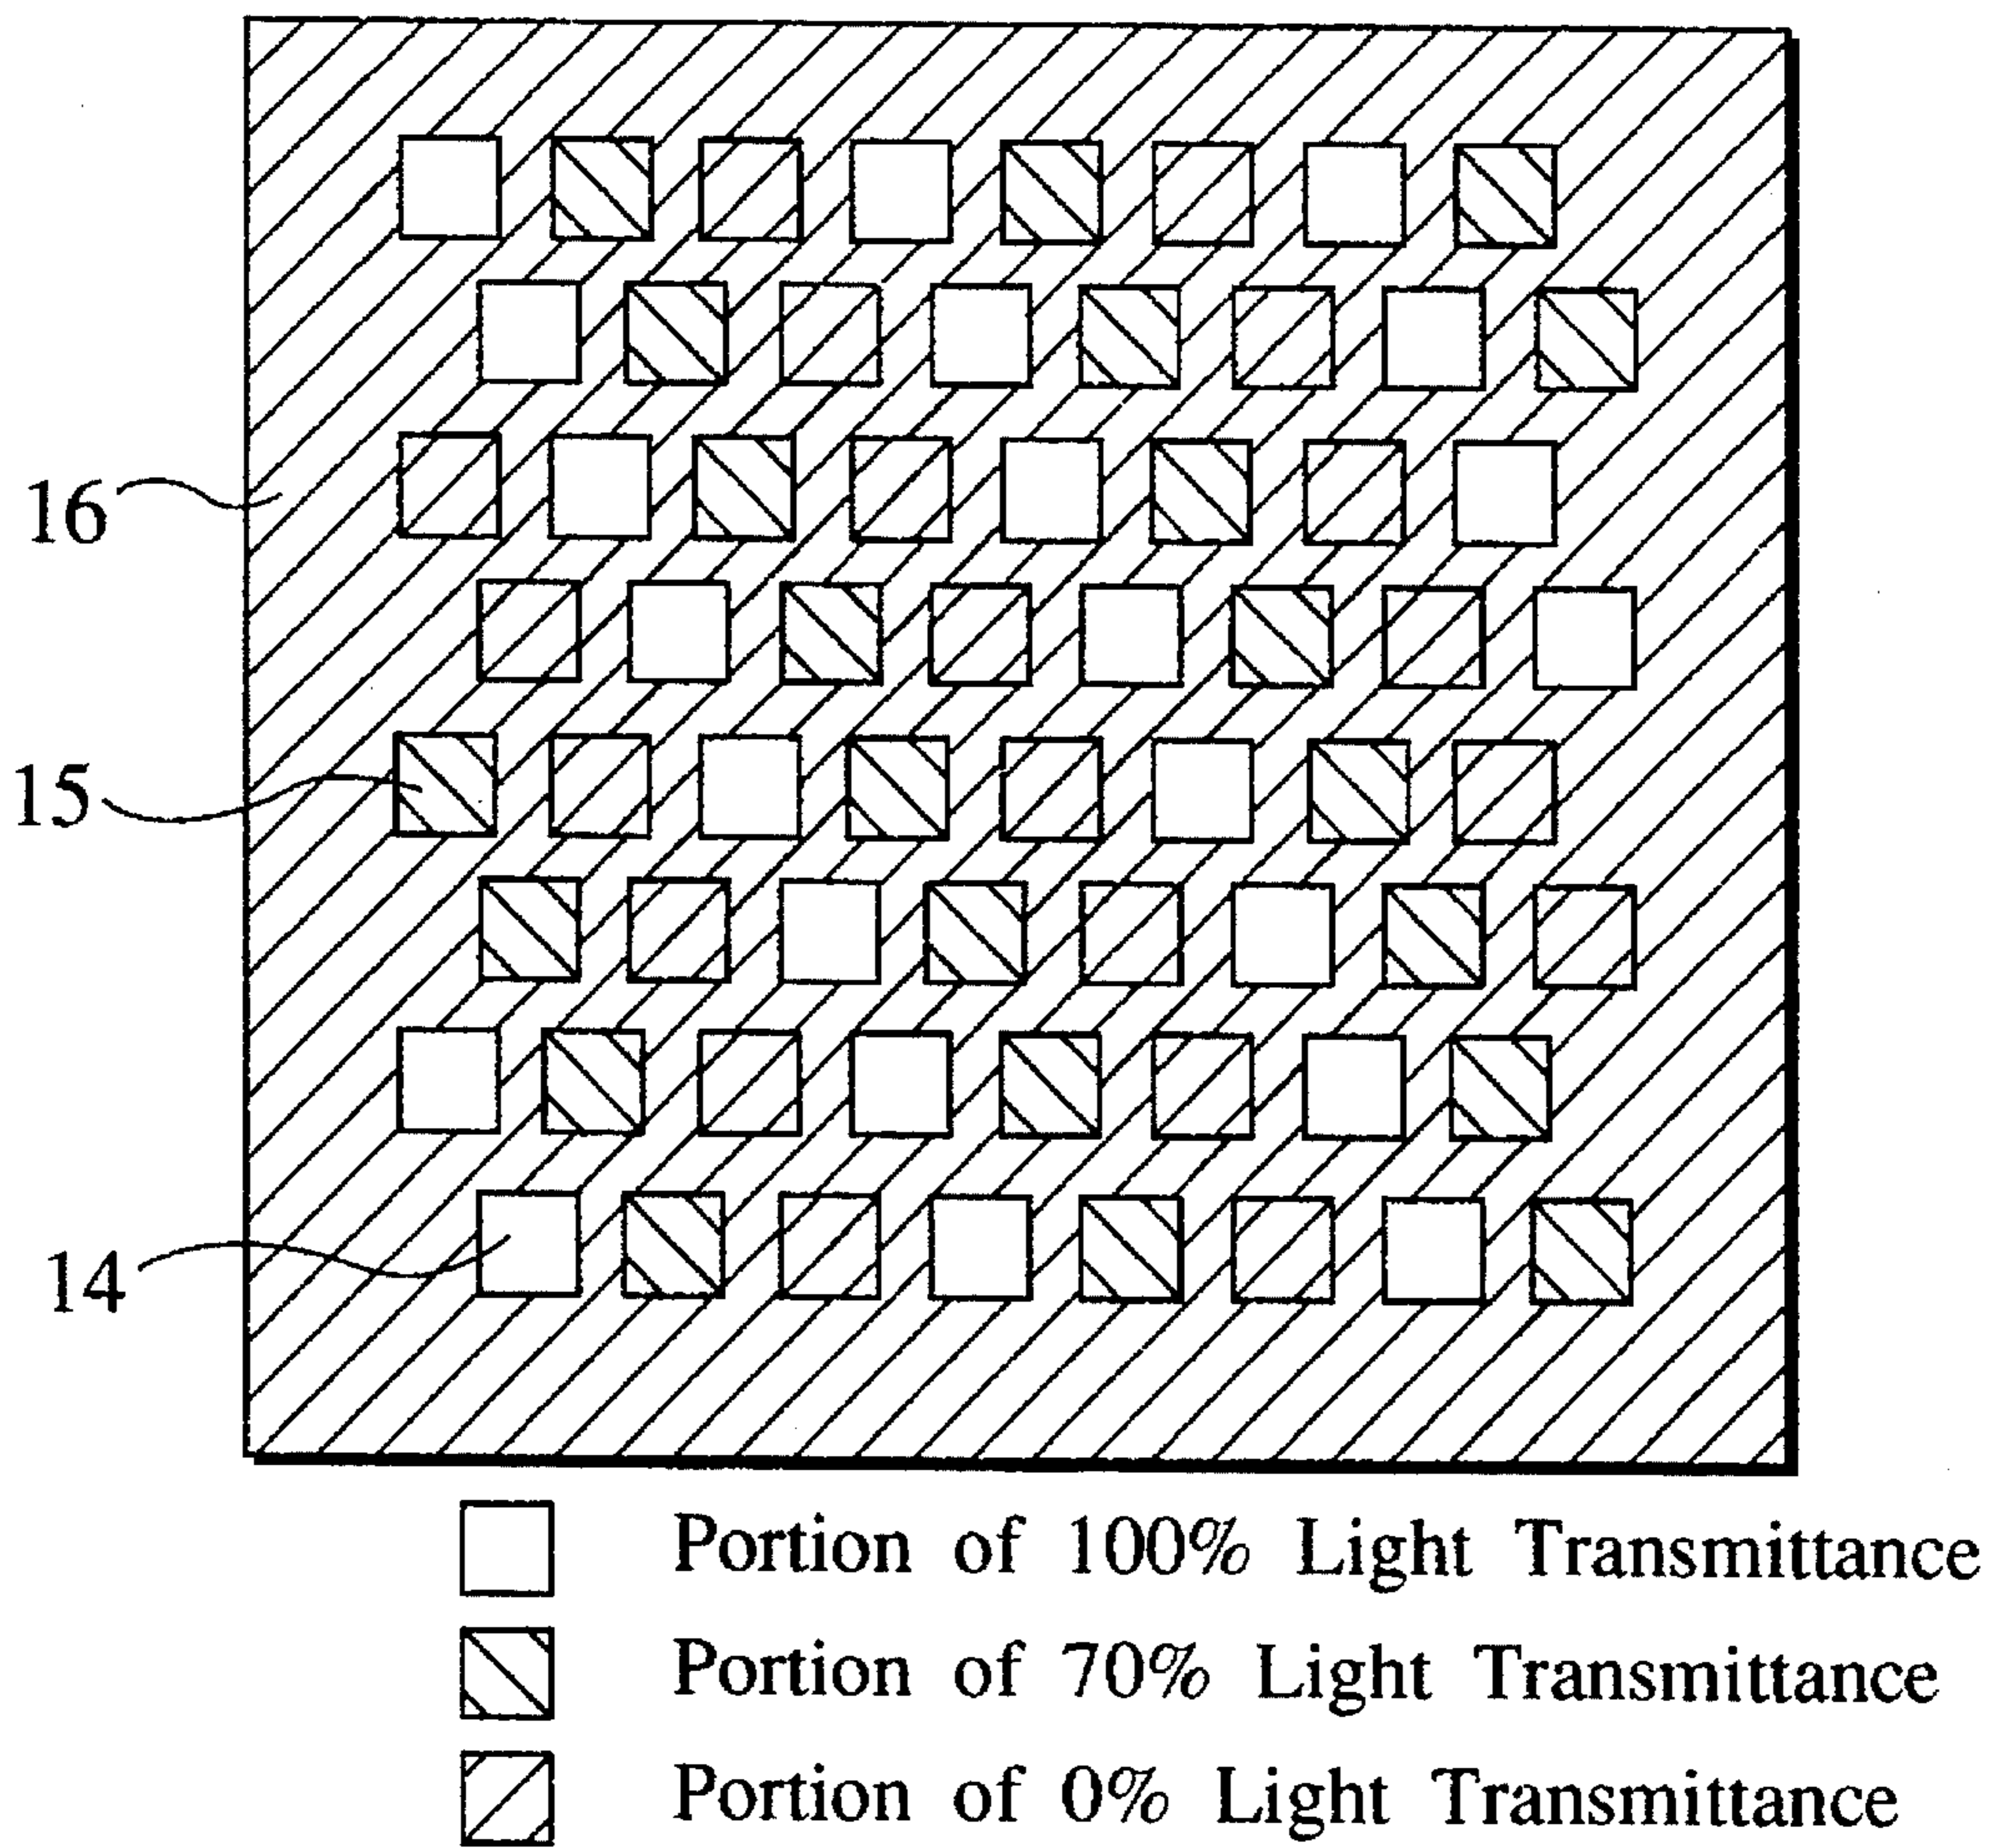 16
15
14
Portion of 100% Light Transmittance
Portion of 70% Light Transmittance
Portion of 0% Light Transmittance